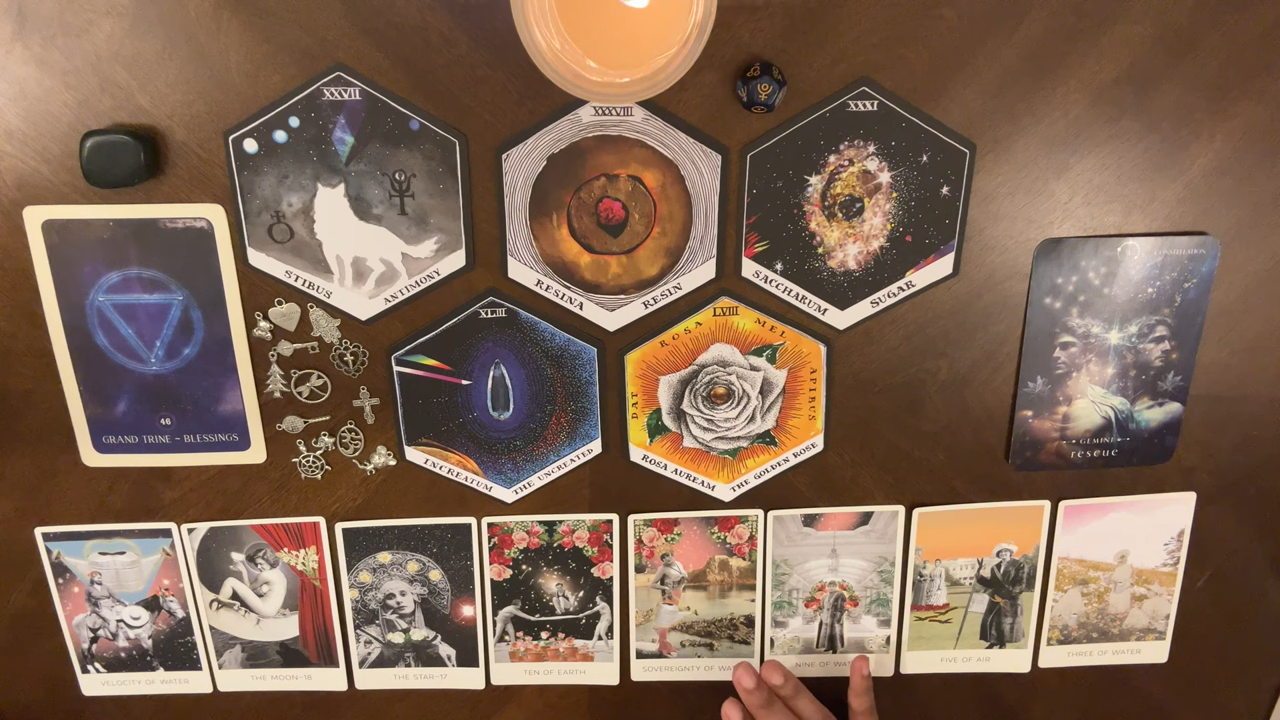 XXVII
STIBUS
ANTIMONY
XXXVIII
RESINA
RESIN
XXXI
SACCHARUM
SUGAR
46
GRAND TRINE ~ BLESSINGS
XLIII
INCREATUM
THE UNCREATED
LVIII
DAT ROSA MEL APIBUS
ROSA AUREAM
THE GOLDEN ROSE
CONSTELLATION
GEMINI
rescue
VELOCITY OF WATER
THE MOON-18
THE STAR-17
TEN OF EARTH
SOVEREIGNTY OF WA
NINE OF WAT
FIVE OF AIR
THREE OF WATER